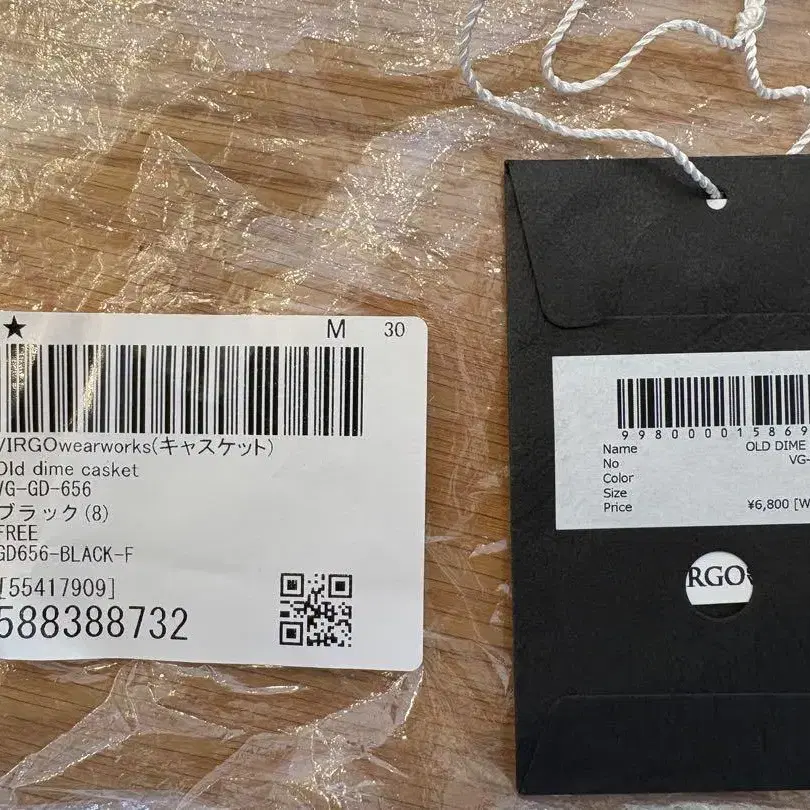 ★ M 30
VIRGOwearworks(キャスケット)
Old dime casket
VG-GD-656
ブラック(8)
FREE
GD656-BLACK-F
[55417909]
588388732
998000015869
Name OLD DIME
No VG-
Color
Size
Price ¥6,800 [W
RGO